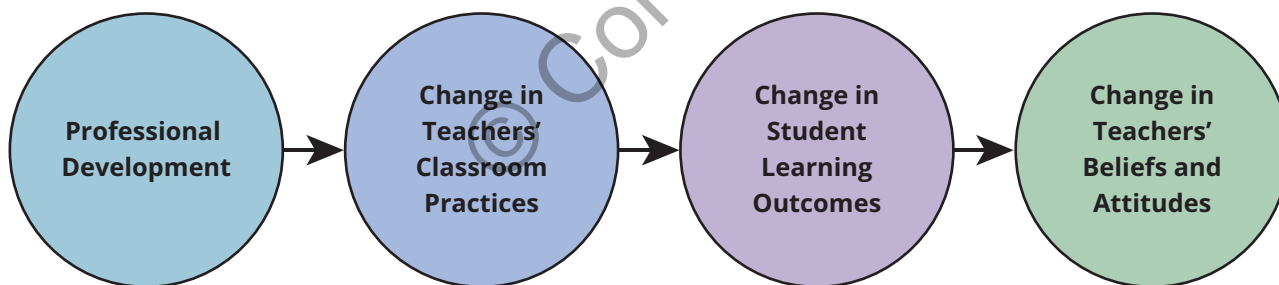 Professional
Development
Change in
Teachers’
Classroom
Practices
Change in
Student
Learning
Outcomes
Change in
Teachers’
Beliefs and
Attitudes
©